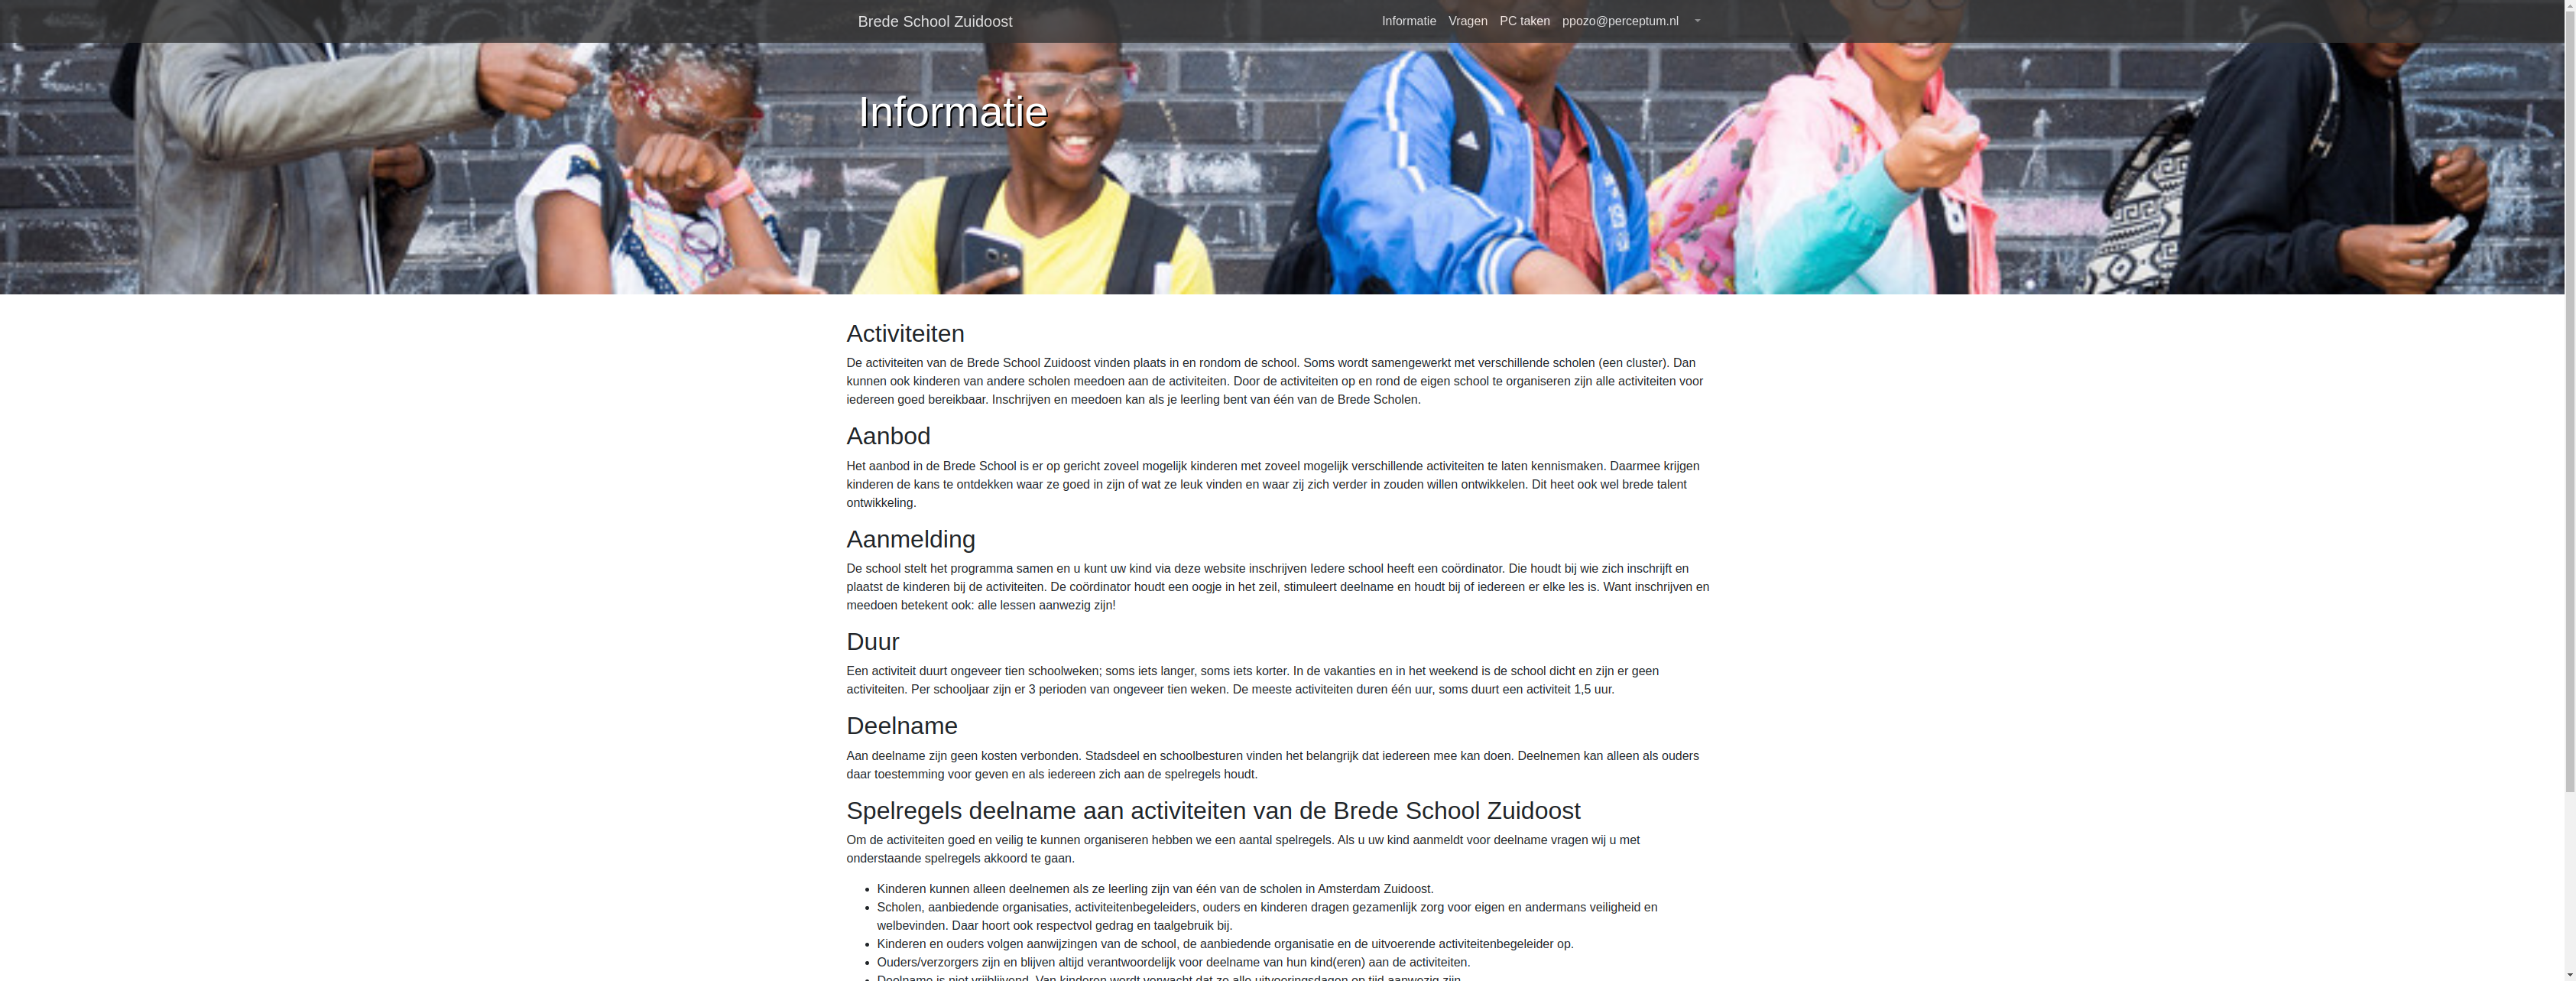 Brede School Zuidoost
Informatie Vragen PC taken ppozo@perceptum.nl
Informatie
Activiteiten
De activiteiten van de Brede School Zuidoost vinden plaats in en rondom de school. Soms wordt samengewerkt met verschillende scholen (een cluster). Dan
kunnen ook kinderen van andere scholen meedoen aan de activiteiten. Door de activiteiten op en rond de eigen school te organiseren zijn alle activiteiten voor
iedereen goed bereikbaar. Inschrijven en meedoen kan als je leerling bent van één van de Brede Scholen.
Aanbod
Het aanbod in de Brede School is er op gericht zoveel mogelijk kinderen met zoveel mogelijk verschillende activiteiten te laten kennismaken. Daarmee krijgen
kinderen de kans te ontdekken waar ze goed in zijn of wat ze leuk vinden en waar zij zich verder in zouden willen ontwikkelen. Dit heet ook wel brede talent
ontwikkeling.
Aanmelding
De school stelt het programma samen en u kunt uw kind via deze website inschrijven Iedere school heeft een coördinator. Die houdt bij wie zich inschrijft en
plaatst de kinderen bij de activiteiten. De coördinator houdt een oogje in het zeil, stimuleert deelname en houdt bij of iedereen er elke les is. Want inschrijven en
meedoen betekent ook: alle lessen aanwezig zijn!
Duur
Een activiteit duurt ongeveer tien schoolweken; soms iets langer, soms iets korter. In de vakanties en in het weekend is de school dicht en zijn er geen
activiteiten. Per schooljaar zijn er 3 perioden van ongeveer tien weken. De meeste activiteiten duren één uur, soms duurt een activiteit 1,5 uur.
Deelname
Aan deelname zijn geen kosten verbonden. Stadsdeel en schoolbesturen vinden het belangrijk dat iedereen mee kan doen. Deelnemen kan alleen als ouders
daar toestemming voor geven en als iedereen zich aan de spelregels houdt.
Spelregels deelname aan activiteiten van de Brede School Zuidoost
Om de activiteiten goed en veilig te kunnen organiseren hebben we een aantal spelregels. Als u uw kind aanmeldt voor deelname vragen wij u met
onderstaande spelregels akkoord te gaan.
• Kinderen kunnen alleen deelnemen als ze leerling zijn van één van de scholen in Amsterdam Zuidoost.
• Scholen, aanbiedende organisaties, activiteitenbegeleiders, ouders en kinderen dragen gezamenlijk zorg voor eigen en andermans veiligheid en
welbevinden. Daar hoort ook respectvol gedrag en taalgebruik bij.
• Kinderen en ouders volgen aanwijzingen van de school, de aanbiedende organisatie en de uitvoerende activiteitenbegeleider op.
• Ouders/verzorgers zijn en blijven altijd verantwoordelijk voor deelname van hun kind(eren) aan de activiteiten.
• Deelname is niet vrijblijvend. Van kinderen wordt verwacht dat ze alle uitvoeringsdagen op tijd aanwezig zijn.